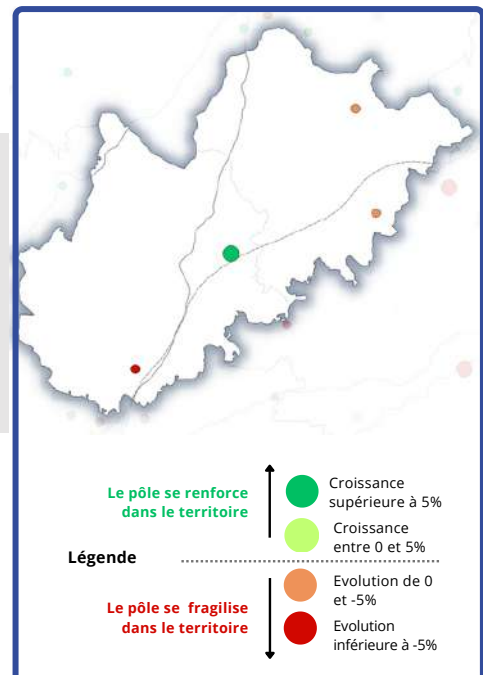 Le pôle se renforce
dans le territoire
Croissance
supérieure à 5%
Croissance
entre 0 et 5%
Légende
Le pôle se fragilise
dans le territoire
Evolution de 0
et -5%
Evolution
inférieure à -5%